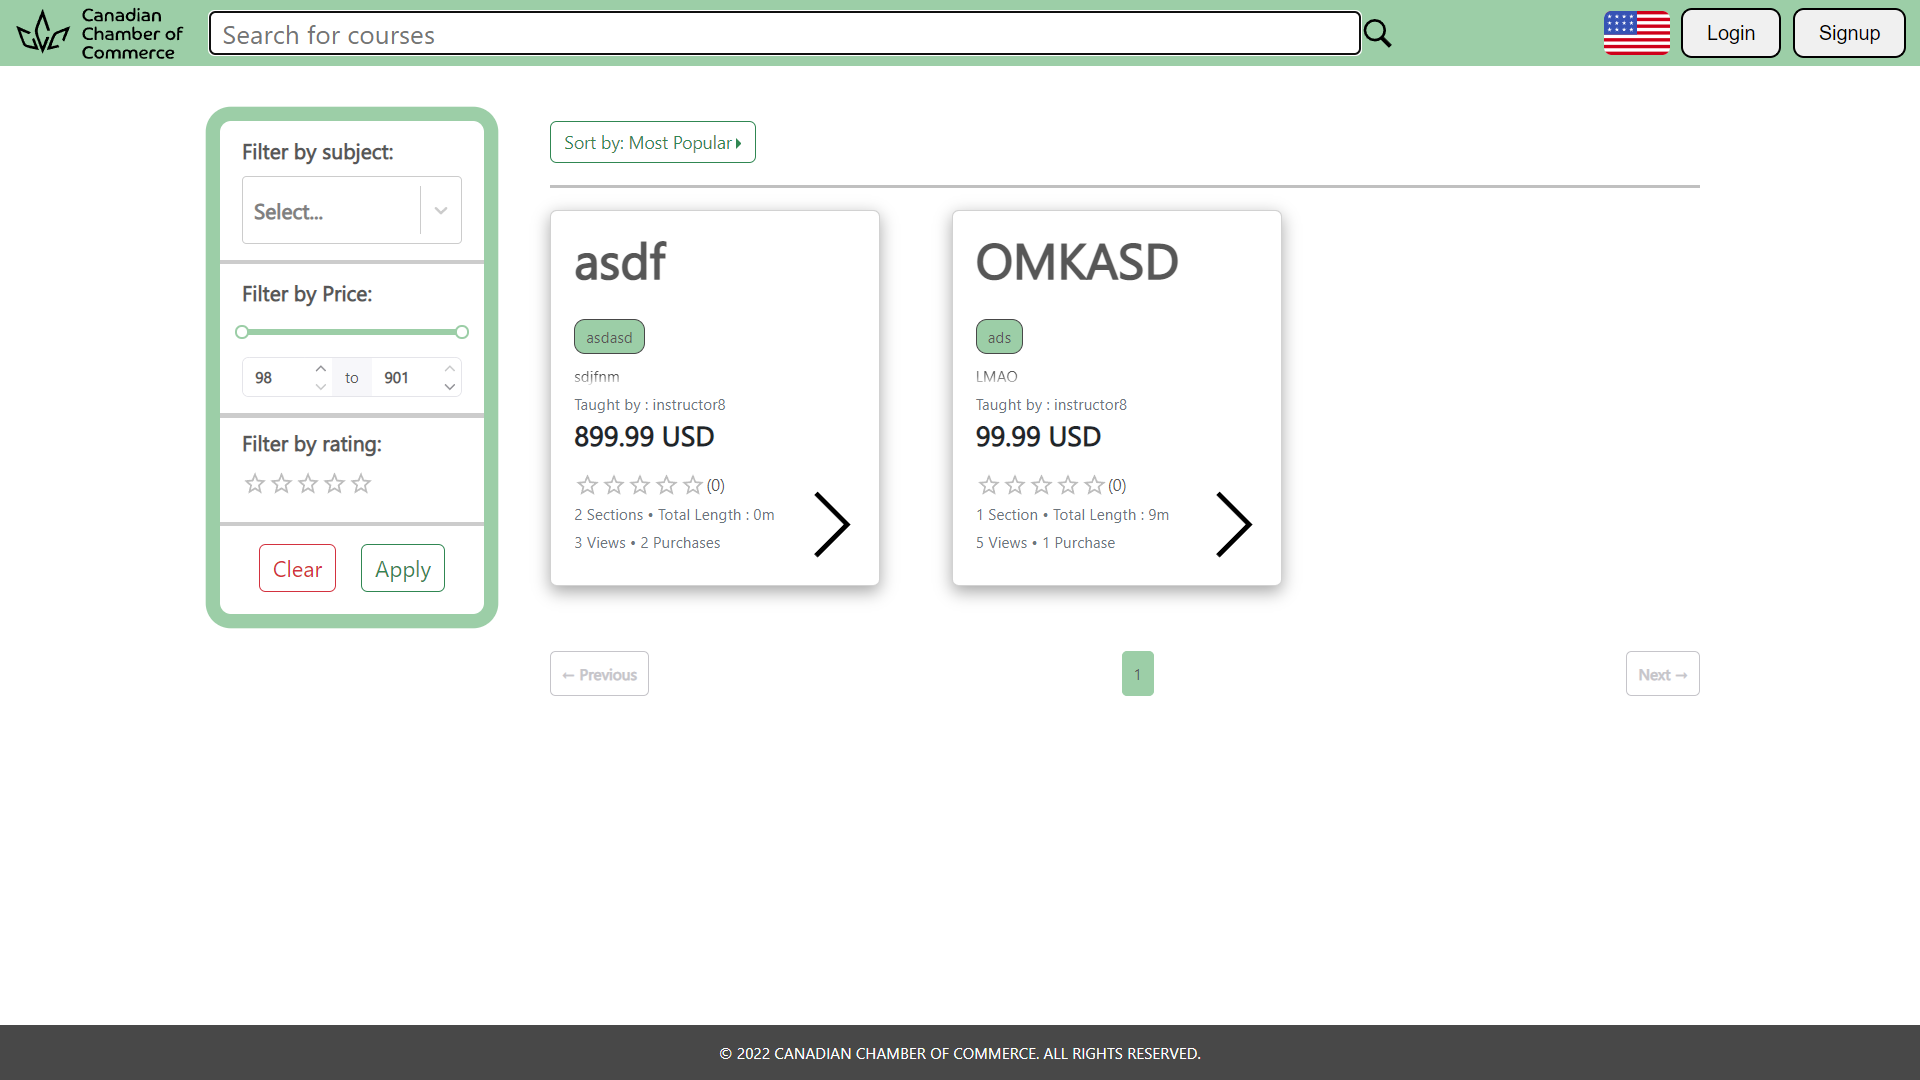 Canadian
Chamber of
Commerce
Search for courses
Login
Signup
Filter by subject:
Select...
Filter by Price:
98
to
901
Filter by rating:
Clear
Apply
Sort by: Most Popular
asdf
asdasd
sdjfnm
Taught by : instructor8
899.99 USD
(0)
2 Sections • Total Length : 0m
3 Views • 2 Purchases
OMKASD
ads
LMAO
Taught by : instructor8
99.99 USD
(0)
1 Section • Total Length : 9m
5 Views • 1 Purchase
← Previous
1
Next →
© 2022 CANADIAN CHAMBER OF COMMERCE. ALL RIGHTS RESERVED.